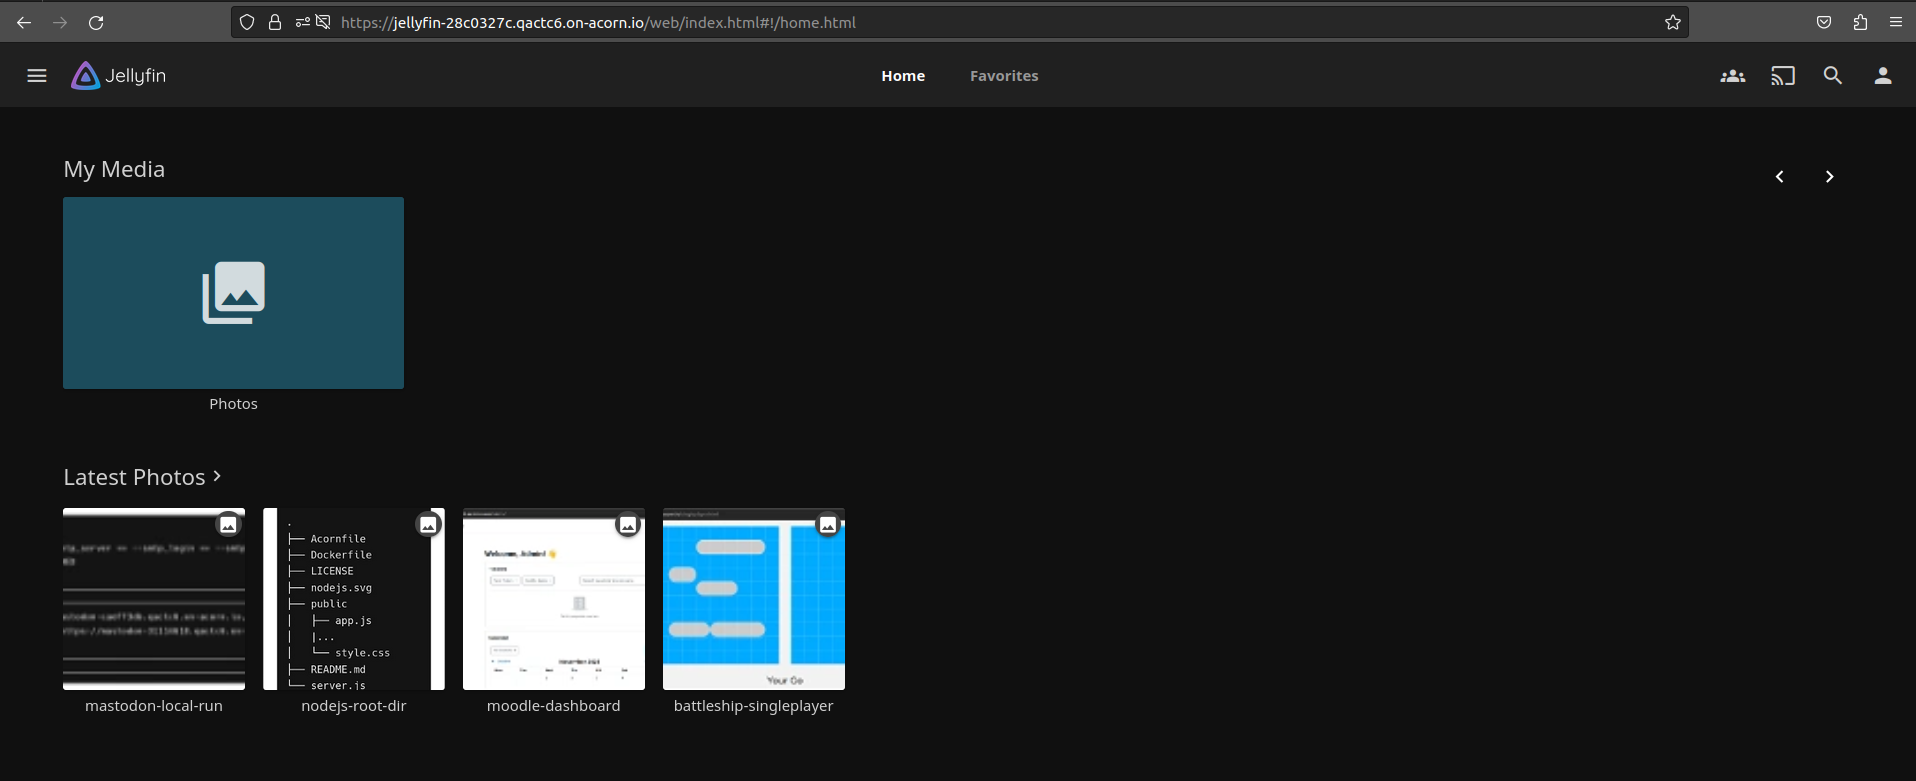 https://jellyfin-28c0327c.qactc6.on-acorn.io/web/index.html#!/home.html
Jellyfin
Home
Favorites
My Media
Photos
Latest Photos
.
├── Acornfile
├── Dockerfile
├── LICENSE
├── nodejs.svg
├── public
│   ├── app.js
│   |...
│   └── style.css
├── README.md
└── server.js
Welcome, Admin! 👋
Your Go
mastodon-local-run
nodejs-root-dir
moodle-dashboard
battleship-singleplayer